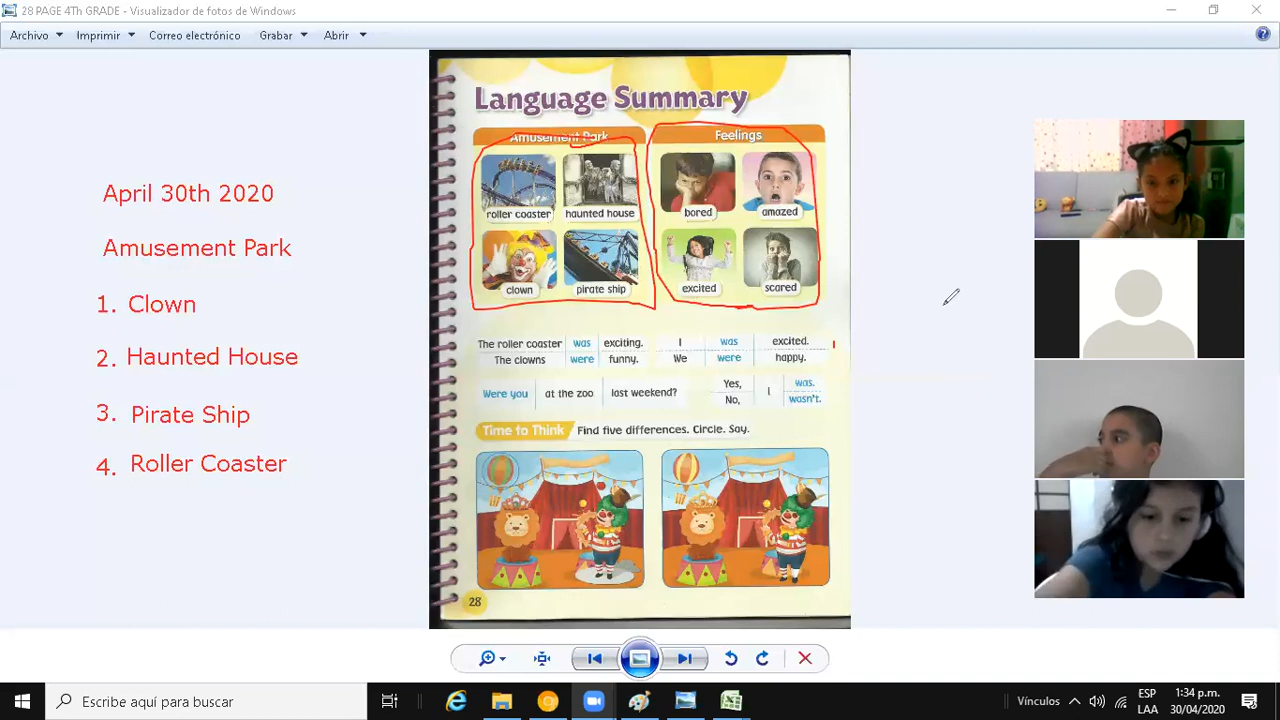 28 PAGE 4Th GRADE - Visualizador de fotos de Windows
Archivo Imprimir Correo electrónico Grabar Abrir
Language Summary
Amusement Park Feelings
roller coaster haunted house bored amazed
clown pirate ship excited scared
April 30th 2020
Amusement Park
1. Clown
2. Haunted House
3. Pirate Ship
4. Roller Coaster
The roller coaster was exciting. I was excited.
The clowns were funny. We were happy.
Were you at the zoo last weekend? Yes, No, I was. wasn't.
Time to Think Find five differences. Circle. Say.
28
Escribe aquí para buscar
Vínculos ESP 1:34 p.m.
LAA 30/04/2020